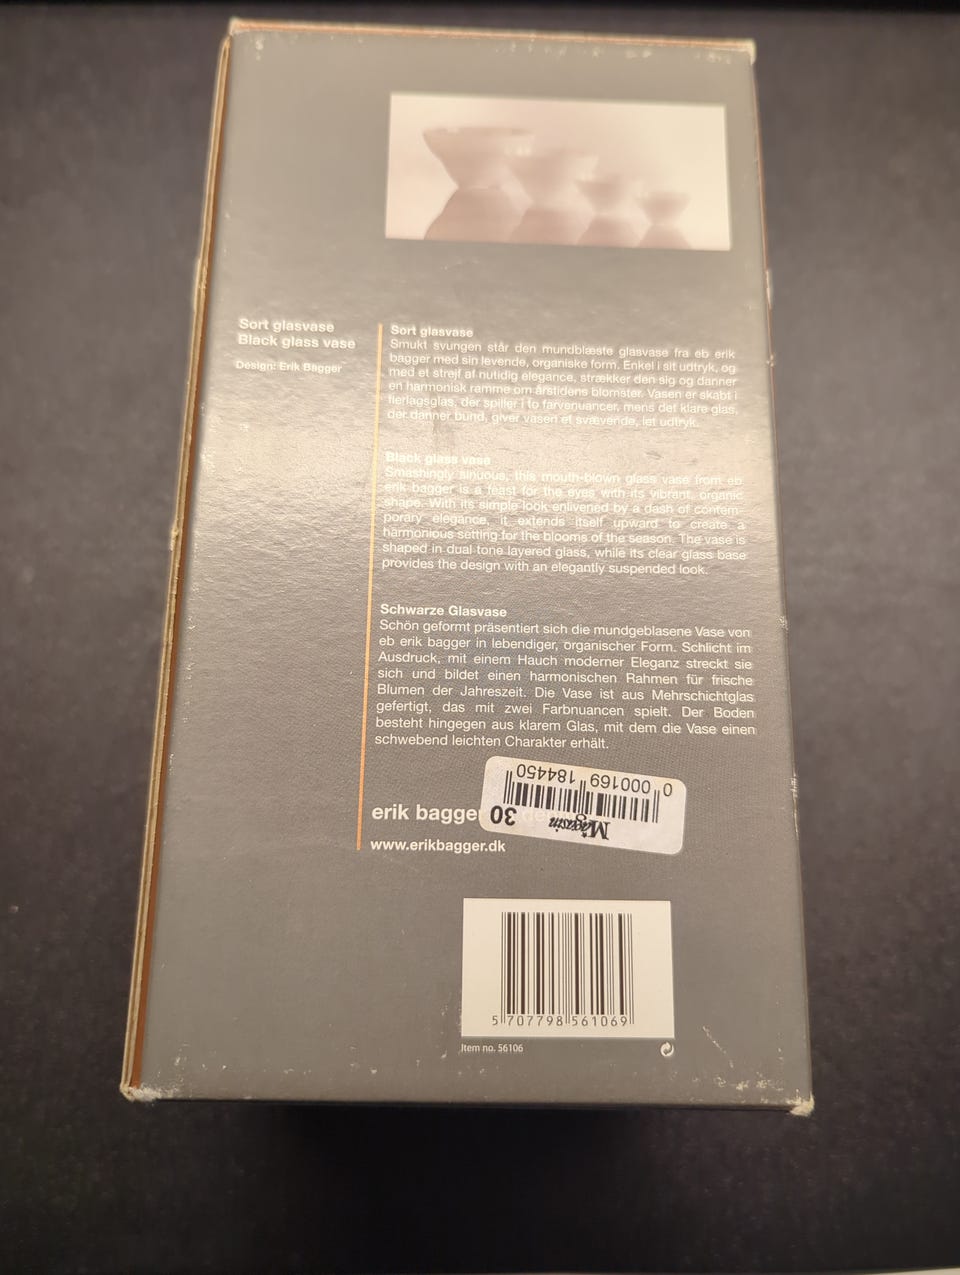 Sort glasvase
Black glass vase
Design: Erik Bagger
Sort glasvase
Smukt svungen står den mundblæste glasvase fra eb erik
bagger med sin levende, organiske form. Enkel i sit udtryk, og
med et strejf af nutidig elegance, strækker den sig og danner
en harmonisk ramme om årstidens blomster. Vasen er skabt i
flerlagsglas, der spiller i to farvenuancer, mens det klare glas,
der danner bund, giver vasen et svævende, let udtryk.
Black glass vase
Smashingly sinuous, this mouth-blown glass vase from eb
erik bagger is a feast for the eyes with its vibrant, organic
shape. With its simple look enlivened by a dash of contem-
porary elegance, it extends itself upward to create a
harmonious setting for the blooms of the season. The vase is
shaped in dual tone layered glass, while its clear glass base
provides the design with an elegantly suspended look.
Schwarze Glasvase
Schön geformt präsentiert sich die mundgeblasene Vase von
eb erik bagger in lebendiger, organischer Form. Schlicht im
Ausdruck, mit einem Hauch moderner Eleganz streckt sie
sich und bildet einen harmonischen Rahmen für frische
Blumen der Jahreszeit. Die Vase ist aus Mehrschichtglas
gefertigt, das mit zwei Farbnuancen spielt. Der Boden
besteht hingegen aus klarem Glas, mit dem die Vase einen
schwebend leichten Charakter erhält.
Magasin 30
0 000169 184450
erik bagger
www.erikbagger.dk
5 707798 561069
Item no. 56106